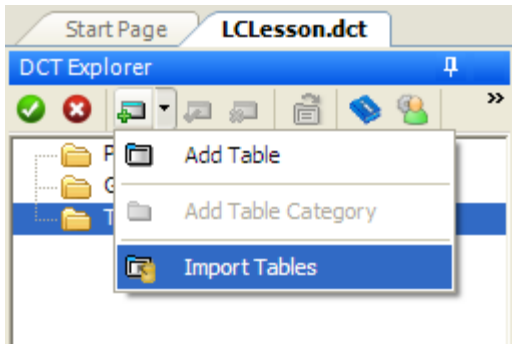 Start Page
LCLesson.dct
DCT Explorer
P
G
T
Add Table
Add Table Category
Import Tables